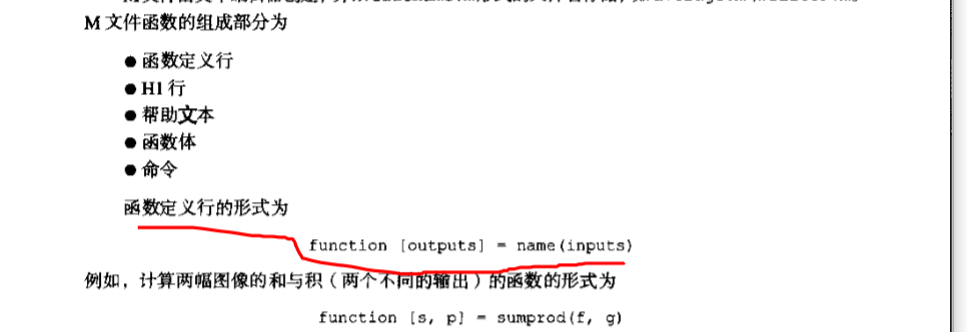 M 文件函数的组成部分为
● 函数定义行
● H1 行
● 帮助文本
● 函数体
● 命令
函数定义行的形式为
function [outputs] = name(inputs)
例如，计算两幅图像的和与积（两个不同的输出）的函数的形式为
function [s, p] = sumprod(f, g)